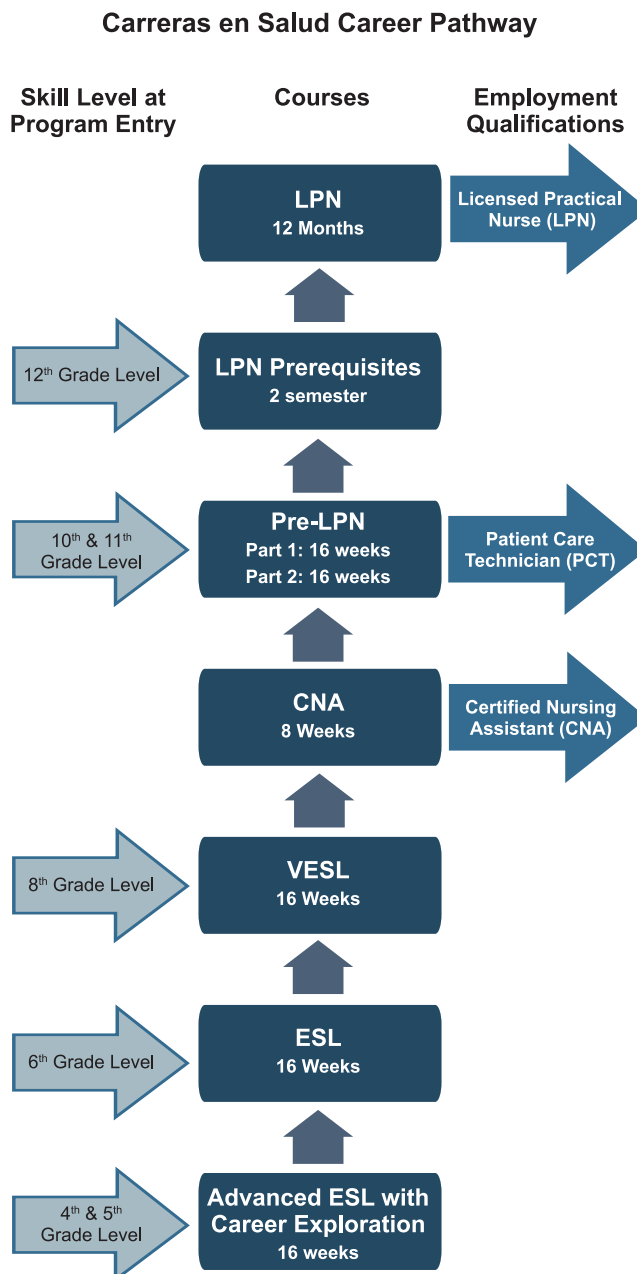 Carreras en Salud Career Pathway
Skill Level at
Program Entry
Courses
Employment
Qualifications
LPN
12 Months
Licensed Practical
Nurse (LPN)
12th Grade Level
LPN Prerequisites
2 semester
10th & 11th
Grade Level
Pre-LPN
Part 1: 16 weeks
Part 2: 16 weeks
Patient Care
Technician (PCT)
CNA
8 Weeks
Certified Nursing
Assistant (CNA)
8th Grade Level
VESL
16 Weeks
6th Grade Level
ESL
16 Weeks
4th & 5th
Grade Level
Advanced ESL with
Career Exploration
16 weeks